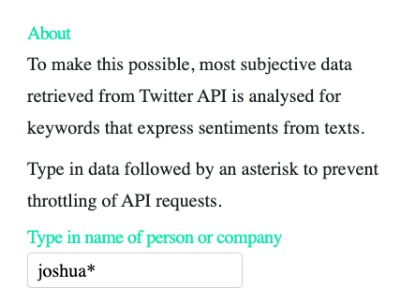 About
To make this possible, most subjective data
retrieved from Twitter API is analysed for
keywords that express sentiments from texts.
Type in data followed by an asterisk to prevent
throttling of API requests.
Type in name of person or company
joshua*